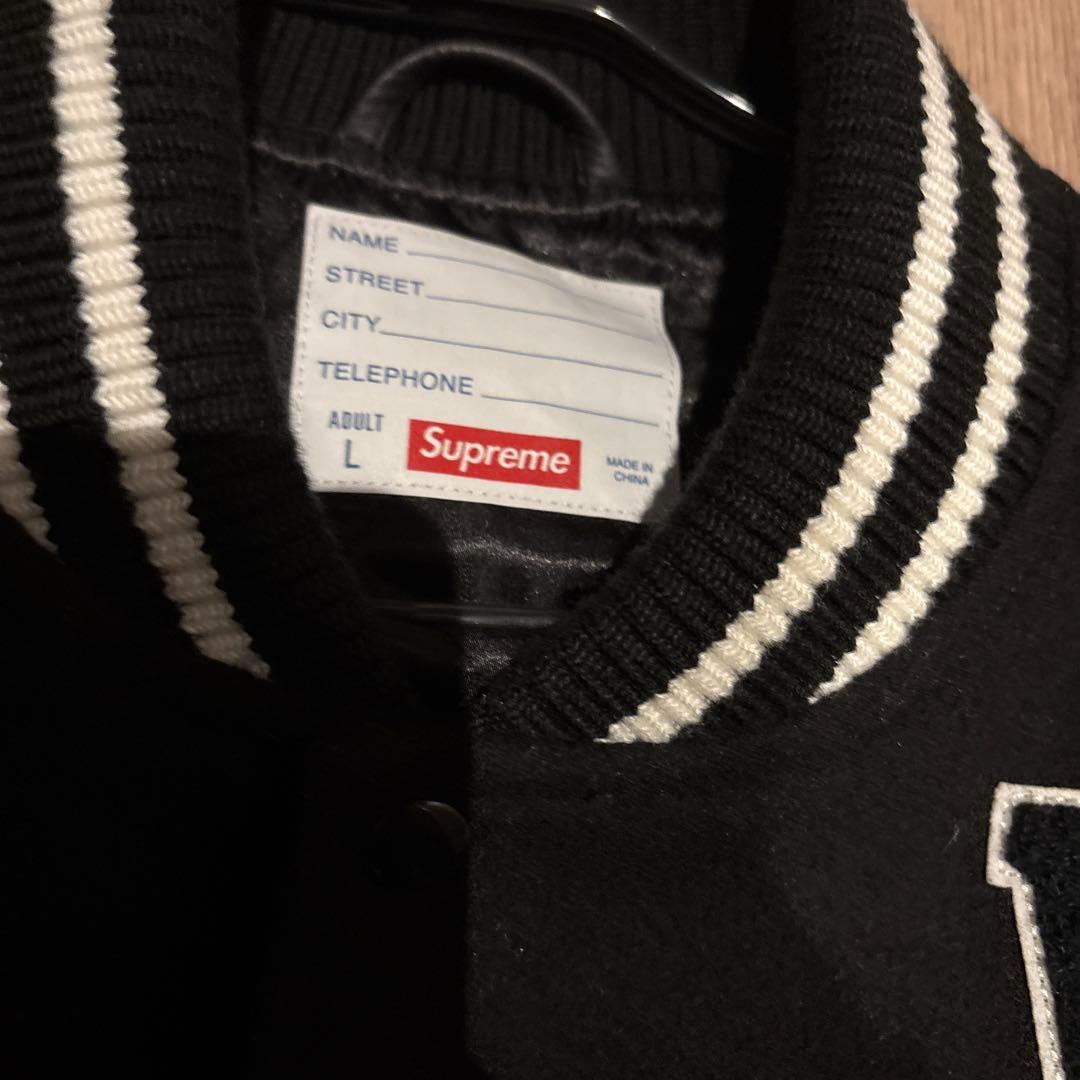 NAME
STREET
CITY
TELEPHONE
ADULT
L
Supreme
MADE IN
CHINA